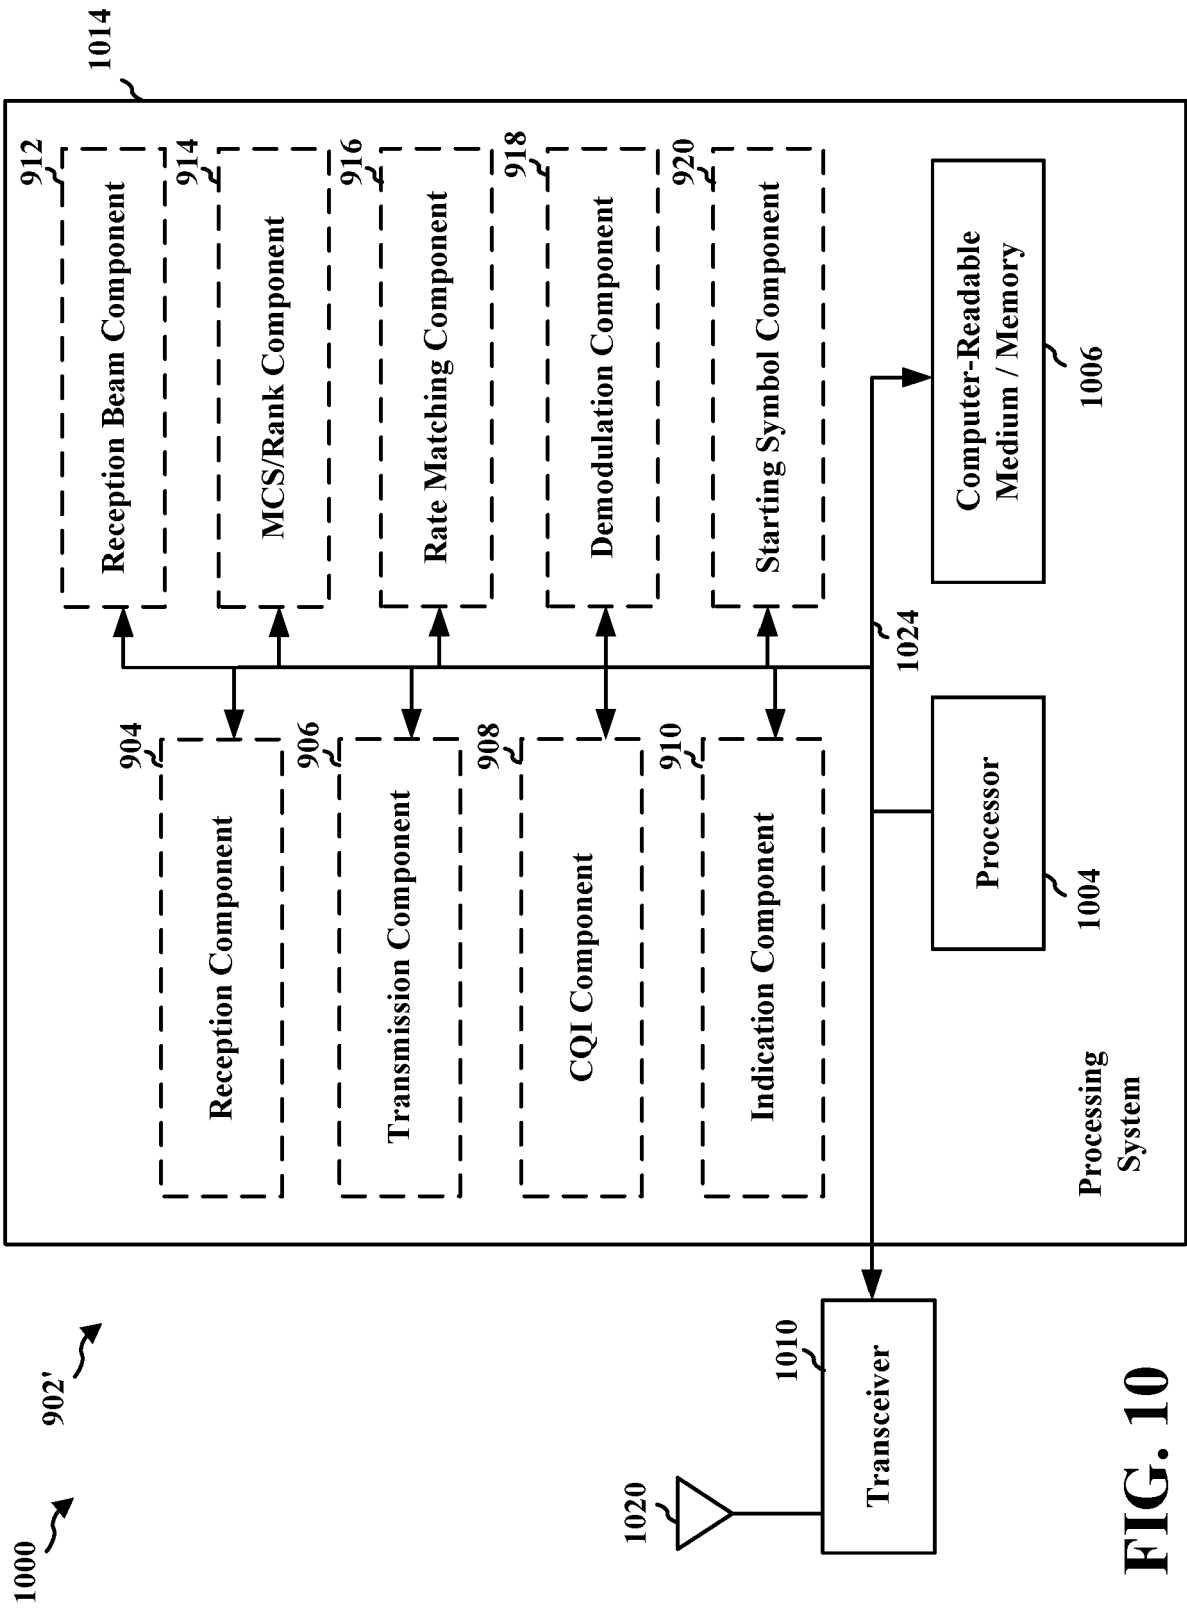 1000
902'
1014
904
Reception Component
906
Transmission Component
908
CQI Component
910
Indication Component
912
Reception Beam Component
914
MCS/Rank Component
916
Rate Matching Component
918
Demodulation Component
920
Starting Symbol Component
1020
1010
Transceiver
1024
Processing
System
Processor
1004
Computer-Readable
Medium / Memory
1006
FIG. 10